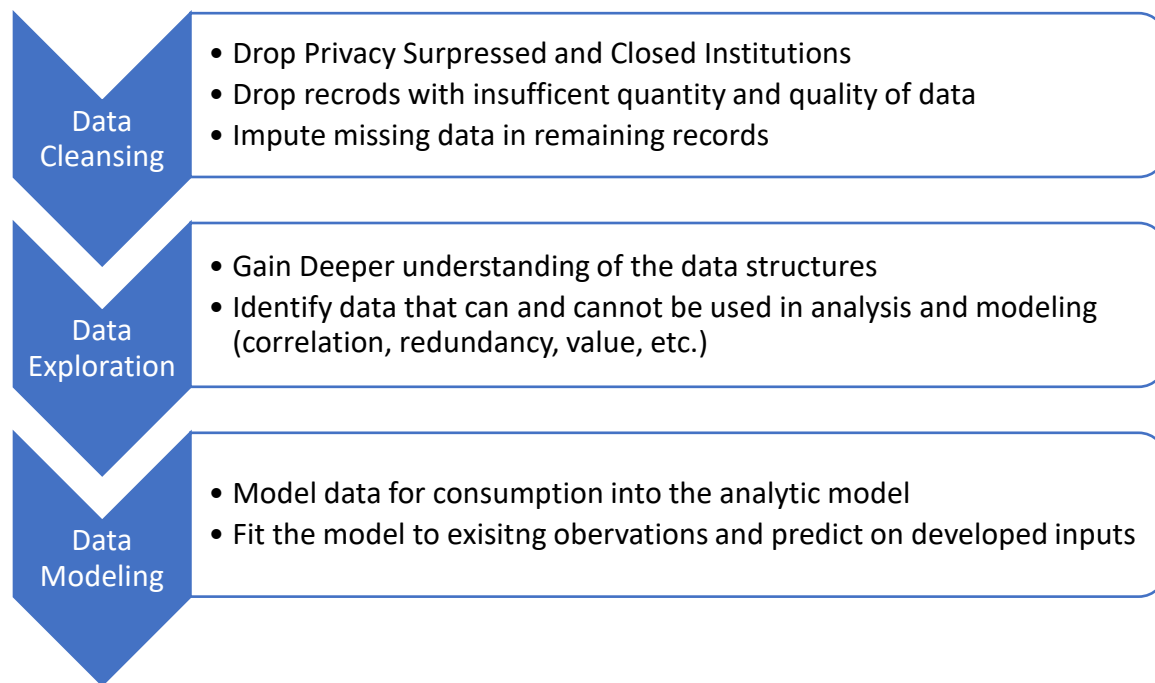 Data
Cleansing
• Drop Privacy Surpressed and Closed Institutions
• Drop recrods with insufficent quantity and quality of data
• Impute missing data in remaining records
Data
Exploration
• Gain Deeper understanding of the data structures
• Identify data that can and cannot be used in analysis and modeling
(correlation, redundancy, value, etc.)
Data
Modeling
• Model data for consumption into the analytic model
• Fit the model to exisitng obervations and predict on developed inputs